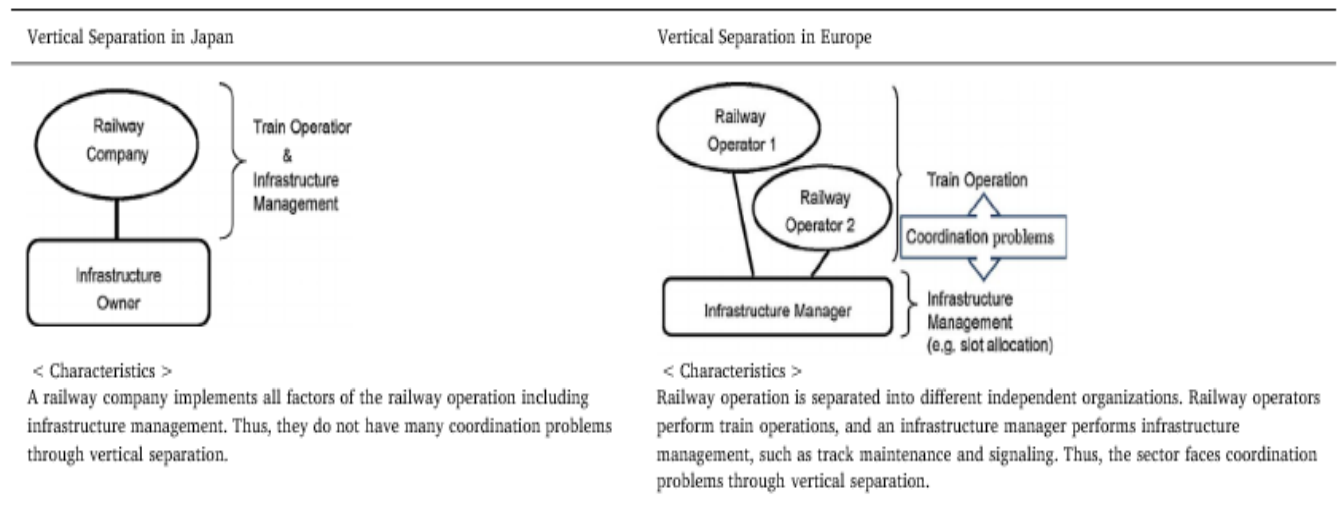 Vertical Separation in Japan
Vertical Separation in Europe
Railway
Company
Train Operatior
&
Infrastructure
Management
Infrastructure
Owner
< Characteristics >
A railway company implements all factors of the railway operation including
infrastructure management. Thus, they do not have many coordination problems
through vertical separation.
Railway
Operator 1
Railway
Operator 2
Train Operation
Coordination problems
Infrastructure Manager
Infrastructure
Management
(e.g. slot allocation)
< Characteristics >
Railway operation is separated into different independent organizations. Railway operators
perform train operations, and an infrastructure manager performs infrastructure
management, such as track maintenance and signaling. Thus, the sector faces coordination
problems through vertical separation.